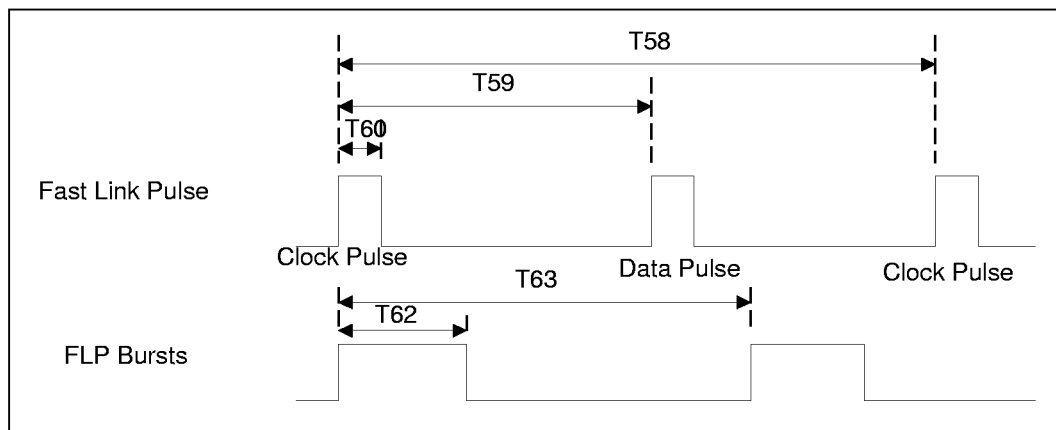 T58
T59
T60
Fast Link Pulse
Clock Pulse
Data Pulse
Clock Pulse
T63
T62
FLP Bursts